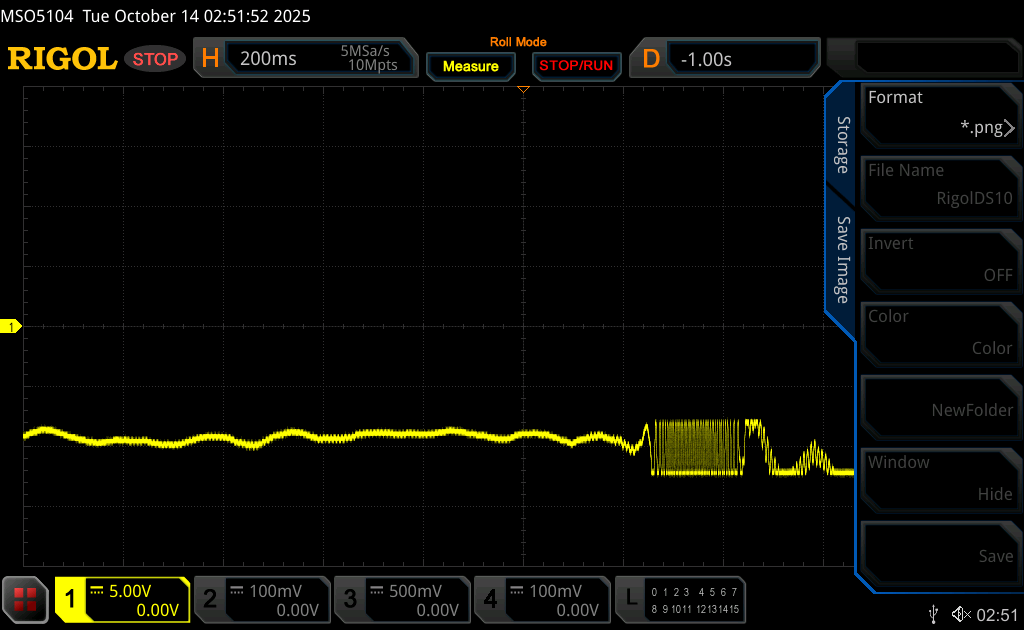 MSO5104 Tue October 14 02:51:52 2025
RIGOL STOP H 200ms 5MSa/s 10Mpts Roll Mode Measure STOP/RUN D -1.00s
Storage
Save Image
Format
*.png
File Name
RigolDS10
Invert
OFF
Color
Color
NewFolder
Window
Hide
Save
1
1 5.00V 0.00V
2 100mV 0.00V
3 500mV 0.00V
4 100mV 0.00V
L 0 1 2 3 4 5 6 7
8 9 10 11 12 13 14 15
02:51